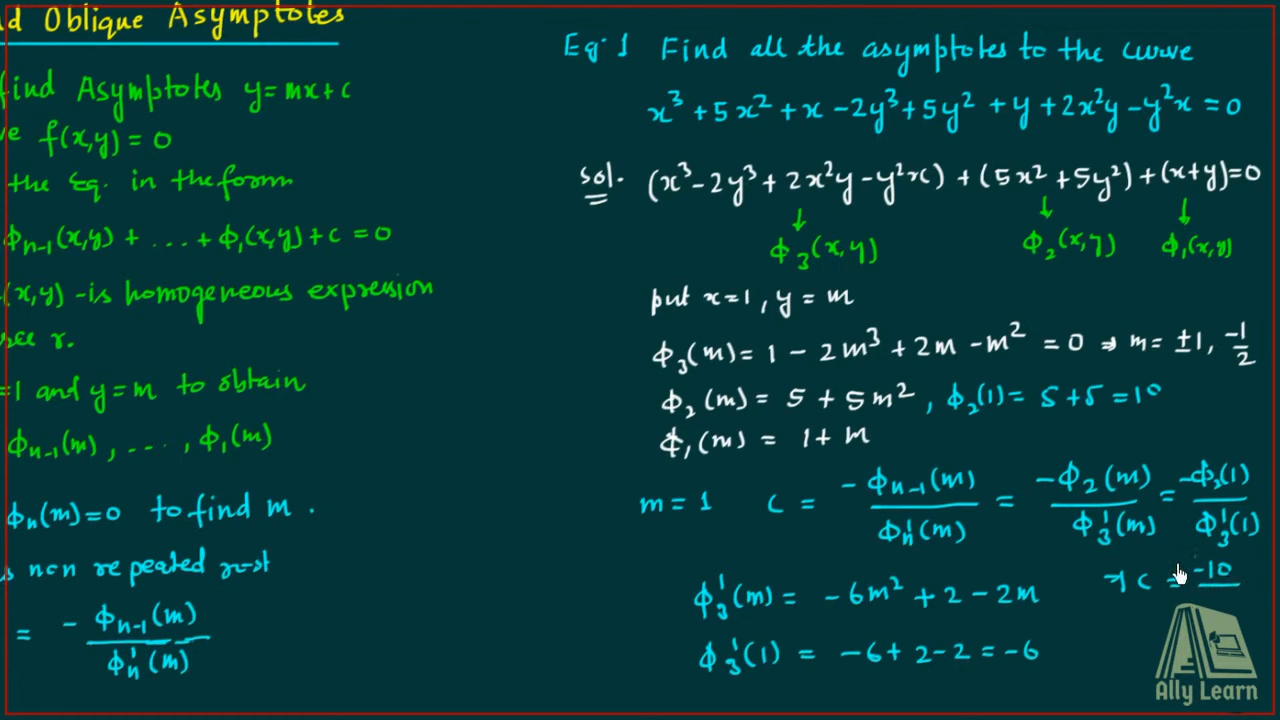 nd Oblique Asymptotes
find Asymptotes y=mx+c
ve f(x,y) = 0
the Eq. in the form
ϕn-1(x,y) + ... + ϕ1(x,y) + c = 0
(x,y) - is homogeneous expression
ree r.
=1 and y=m to obtain
ϕn-1(m), ...., ϕ1(m)
ϕn(m)=0 to find m.
s non repeated root
= - ϕn-1(m) / ϕ'n(m)
Eg 1 Find all the asymptotes to the curve
x³ + 5x² + x - 2y³ + 5y² + y + 2x²y - y²x = 0
Sol. (x³ - 2y³ + 2x²y - y²x) + (5x² + 5y²) + (x+y) = 0
↓ ↓ ↓
ϕ3(x,y) ϕ2(x,y) ϕ1(x,y)
put x=1, y = m
ϕ3(m) = 1 - 2m³ + 2m - m² = 0 ⇒ m = ±1, -1/2
ϕ2(m) = 5 + 5m², ϕ2(1) = 5+5 = 10
ϕ1(m) = 1 + m
m = 1 c = -ϕn-1(m) / ϕ'n(m) = -ϕ2(m) / ϕ'3(m) = -ϕ2(1) / ϕ'3(1)
⇒ c = -10
ϕ'3(m) = -6m² + 2 - 2m
ϕ'3(1) = -6 + 2 - 2 = -6
Ally Learn